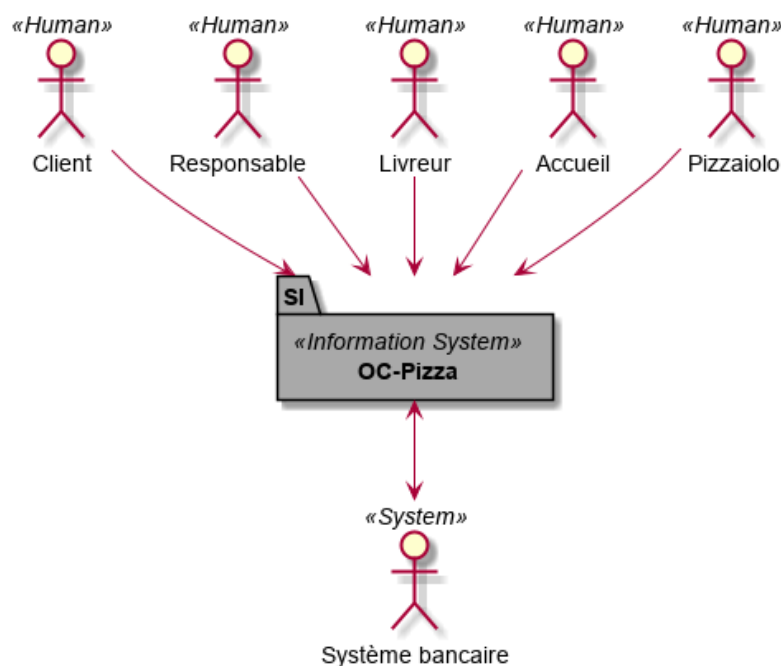 «Human» «Human» «Human» «Human» «Human»
Client Responsable Livreur Accueil Pizzaiolo
SI
«Information System»
OC-Pizza
«System»
Système bancaire